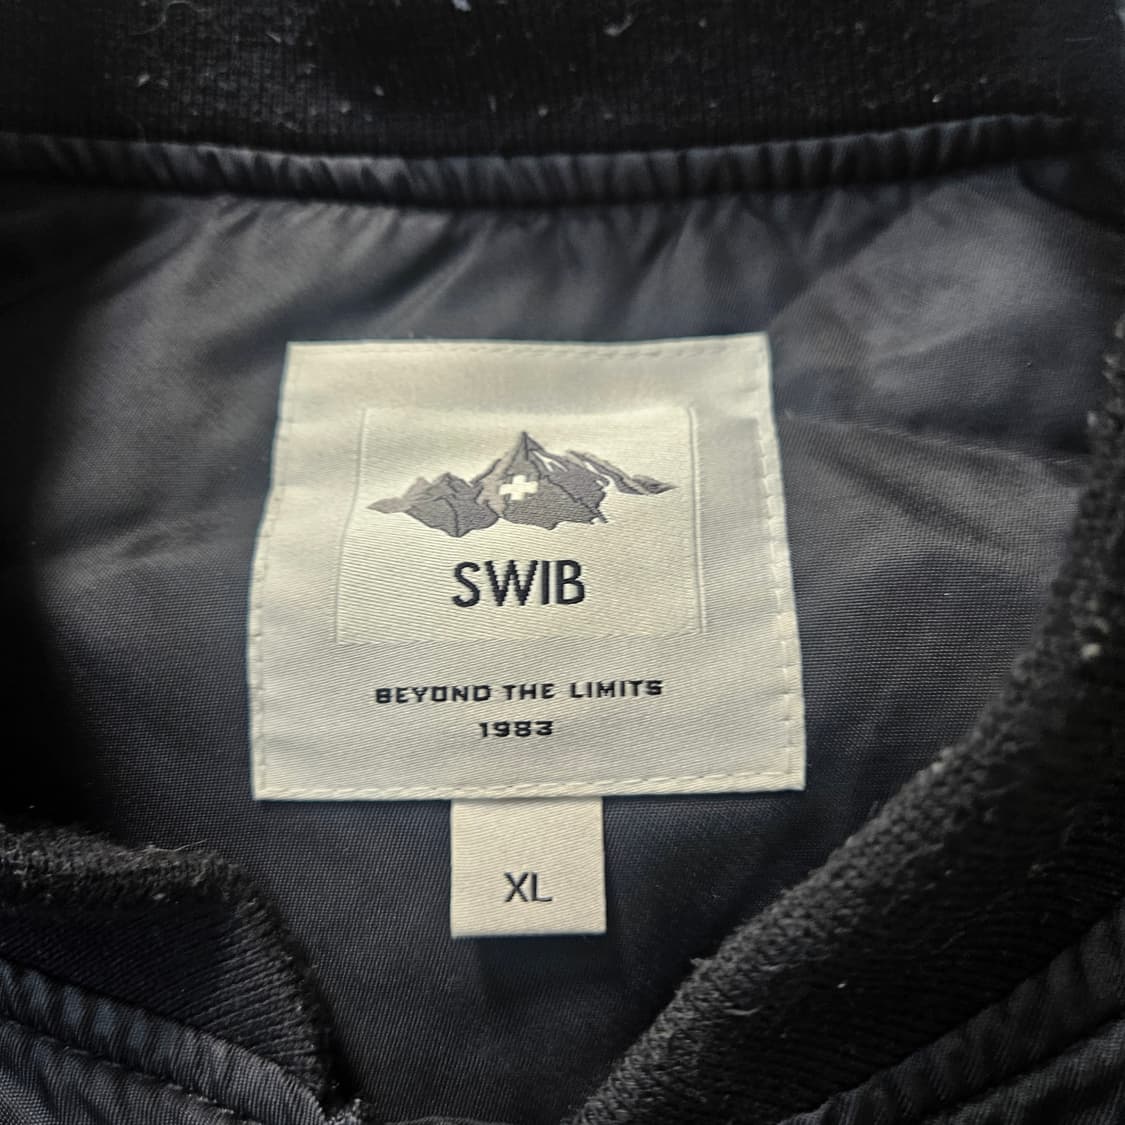 SWIB
BEYOND THE LIMITS
1983
XL